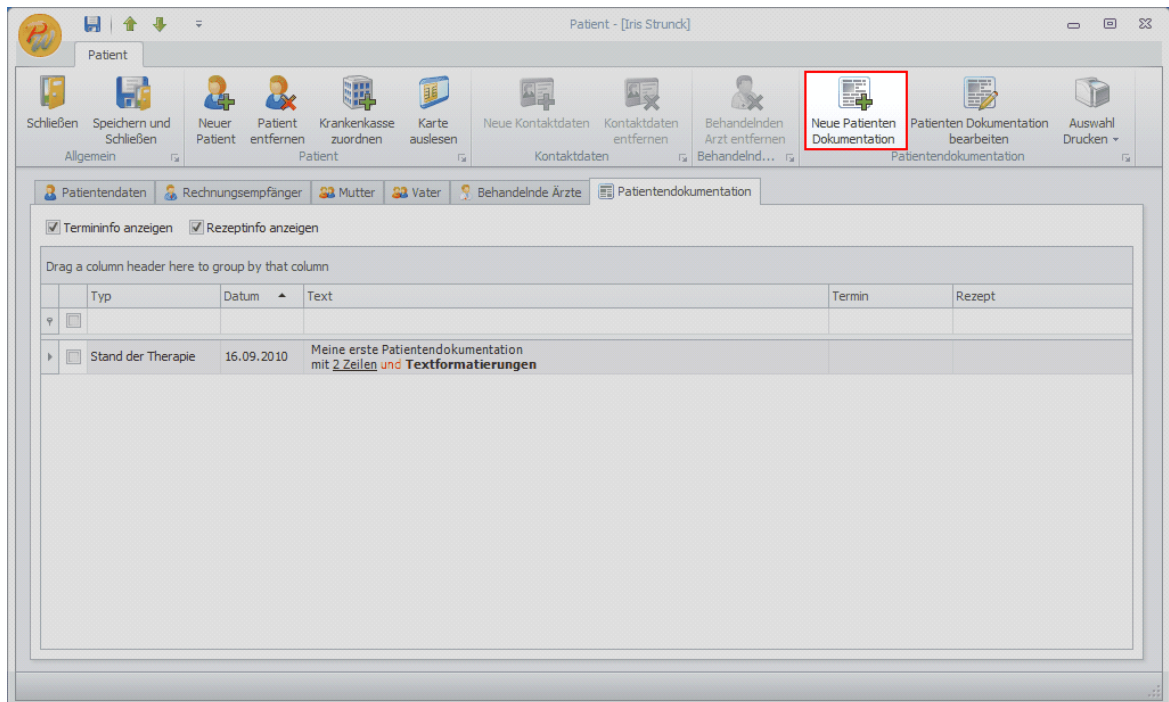 Patient - [Iris Strunck]
Patient
Schließen
Speichern und
Schließen
Allgemein
Neuer
Patient
Patient
entfernen
Krankenkasse
zuordnen
Karte
auslesen
Patient
Neue Kontaktdaten
Kontaktdaten
entfernen
Kontaktdaten
Behandelnden
Arzt entfernen
Behandelnd...
Neue Patienten
Dokumentation
Patienten Dokumentation
bearbeiten
Auswahl
Drucken
Patientendokumentation
Patientendaten
Rechnungsempfänger
Mutter
Vater
Behandelnde Ärzte
Patientendokumentation
Termininfo anzeigen
Rezeptinfo anzeigen
Drag a column header here to group by that column
Typ Datum Text Termin Rezept
Stand der Therapie 16.09.2010 Meine erste Patientendokumentation
mit 2 Zeilen und Textformatierungen